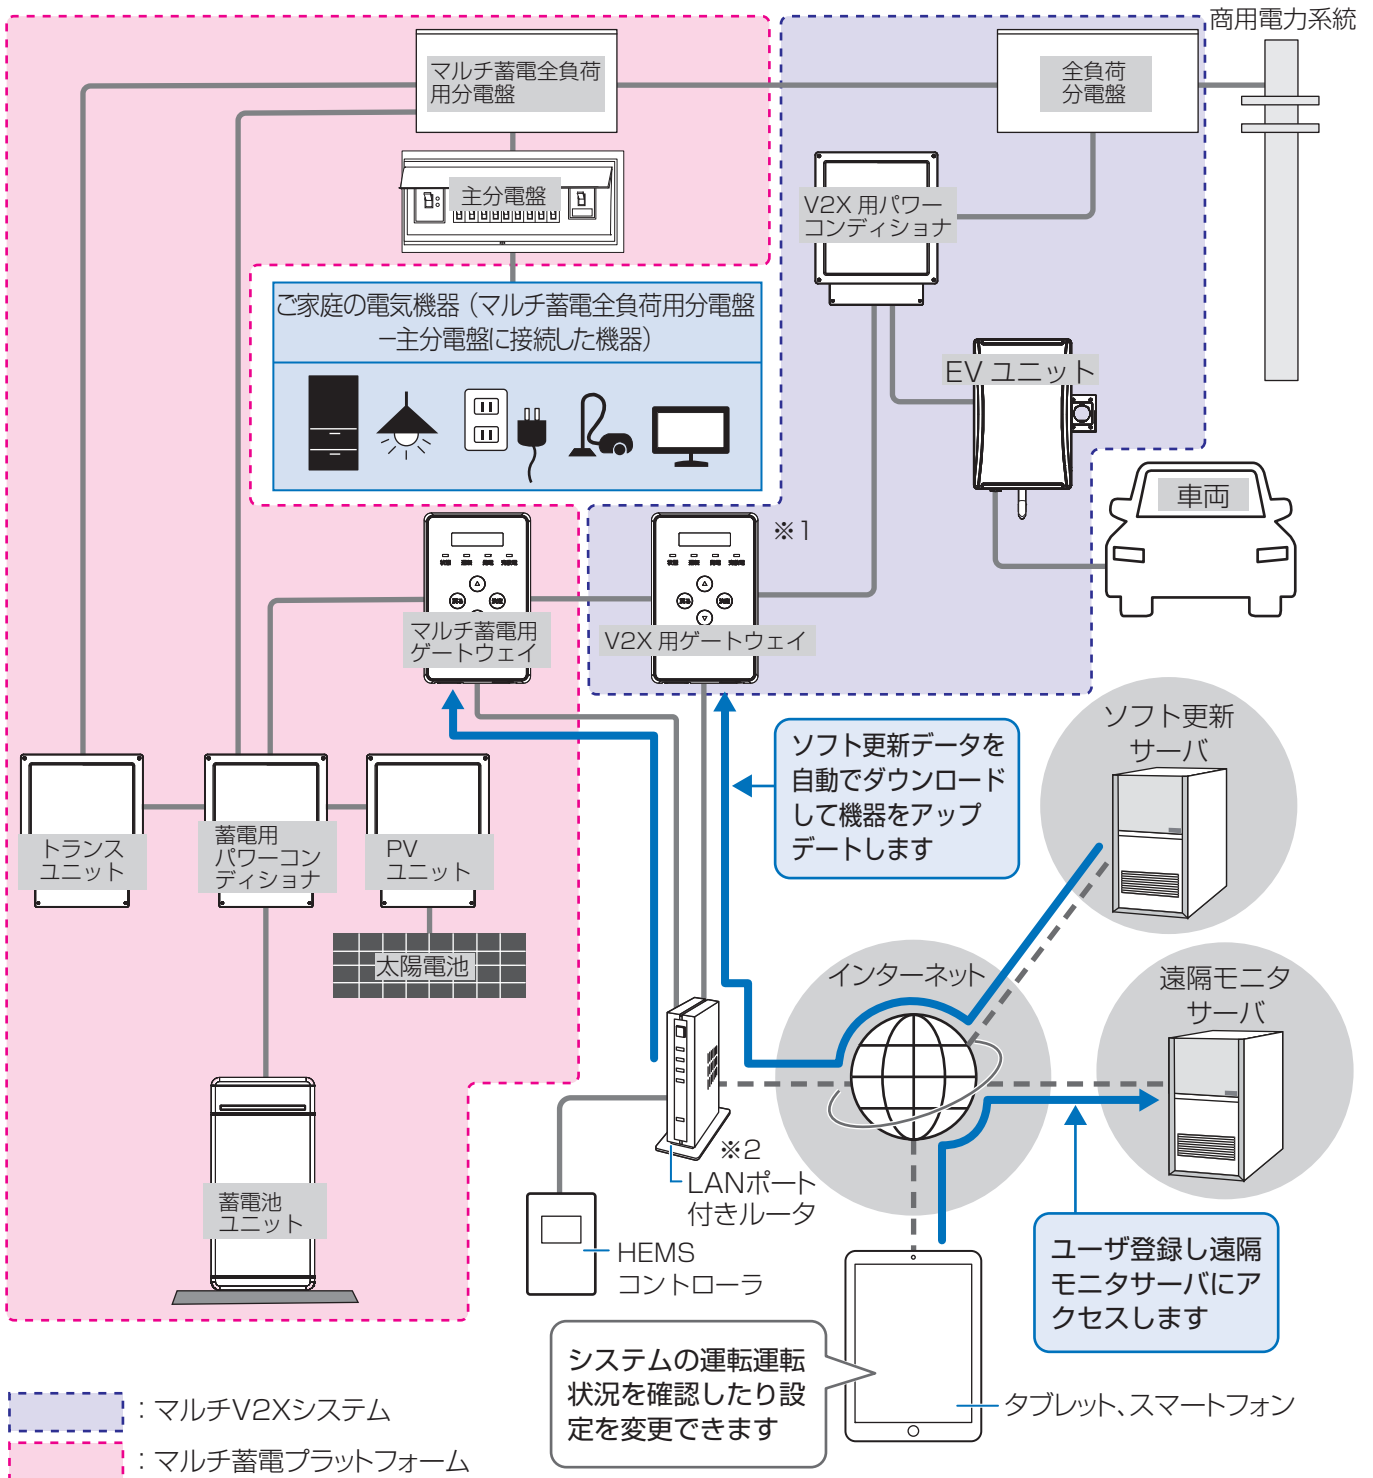 商用電力系統
マルチ蓄電全負荷
用分電盤
全負荷
分電盤
主分電盤
V2X 用パワー
コンディショナ
ご家庭の電気機器（マルチ蓄電全負荷用分電盤
ー主分電盤に接続した機器）
EV ユニット
車両
※1
マルチ蓄電用
ゲートウェイ
V2X 用ゲートウェイ
ソフト更新
サーバ
ソフト更新データを
自動でダウンロード
して機器をアップ
デートします
トランス
ユニット
蓄電用
パワーコン
ディショナ
PV
ユニット
太陽電池
インターネット
遠隔モニタ
サーバ
※2
LANポート
付きルータ
蓄電池
ユニット
HEMS
コントローラ
ユーザ登録し遠隔
モニタサーバにア
クセスします
システムの運転運転
状況を確認したり設
定を変更できます
タブレット、スマートフォン
：マルチV2Xシステム
：マルチ蓄電プラットフォーム